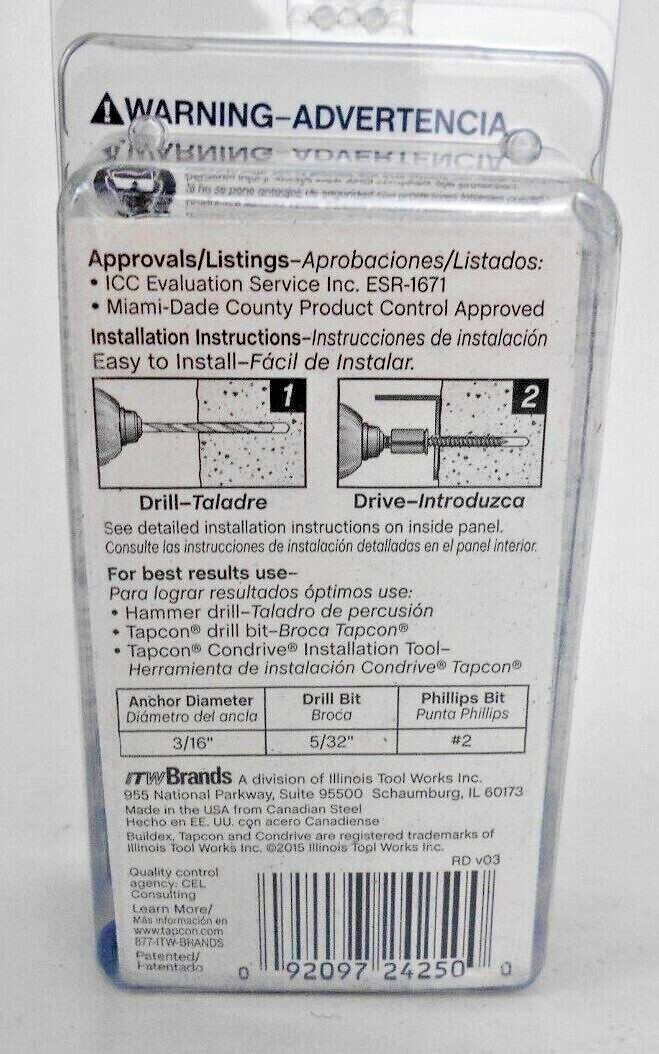 WARNING–ADVERTENCIA
Approvals/Listings–Aprobaciones/Listados:
• ICC Evaluation Service Inc. ESR-1671
• Miami-Dade County Product Control Approved
Installation Instructions–Instrucciones de instalación
Easy to Install–Fácil de Instalar.
1 2
Drill–Taladre Drive–Introduzca
See detailed installation instructions on inside panel.
Consulte las instrucciones de instalación detalladas en el panel interior.
For best results use–
Para lograr resultados óptimos use:
• Hammer drill–Taladro de percusión
• Tapcon® drill bit–Broca Tapcon®
• Tapcon® Condrive® Installation Tool–
Herramienta de instalación Condrive® Tapcon®
Anchor Diameter Drill Bit Phillips Bit
Diámetro del ancla Broca Punta Phillips
3/16" 5/32" #2
ITWBrands A division of Illinois Tool Works Inc.
955 National Parkway, Suite 95500 Schaumburg, IL 60173
Made in the USA from Canadian Steel
Hecho en EE. UU. con acero Canadiense
Buildex, Tapcon and Condrive are registered trademarks of
Illinois Tool Works Inc. ©2015 Illinois Tool Works Inc.
RD v03
Quality control
agency: CEL
Consulting
Learn More/
Más información en
www.tapcon.com
877-ITW-BRANDS
Patented/
Patentado
0 92097 24250 0